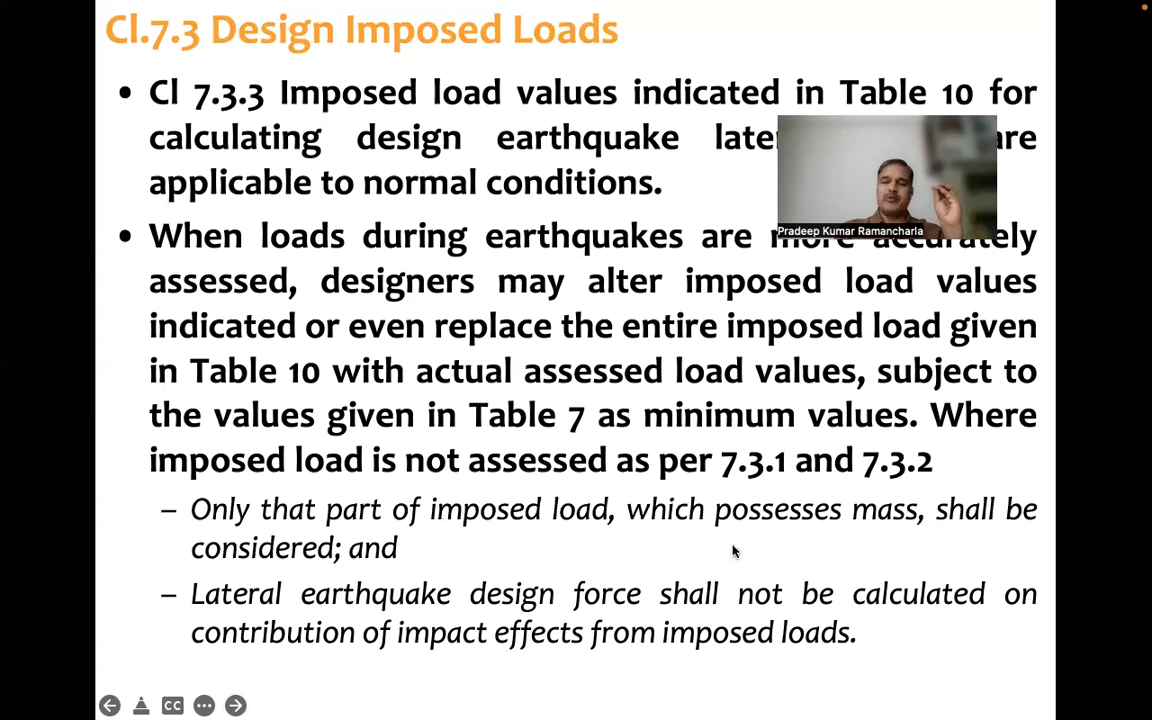 Cl.7.3 Design Imposed Loads
• Cl 7.3.3 Imposed load values indicated in Table 10 for
calculating design earthquake are
applicable to normal conditions.
Pradeep Kumar Ramancharla
• When loads during earthquakes are more accurately
assessed, designers may alter imposed load values
indicated or even replace the entire imposed load given
in Table 10 with actual assessed load values, subject to
the values given in Table 7 as minimum values. Where
imposed load is not assessed as per 7.3.1 and 7.3.2
– Only that part of imposed load, which possesses mass, shall be
considered; and
– Lateral earthquake design force shall not be calculated on
contribution of impact effects from imposed loads.
CC